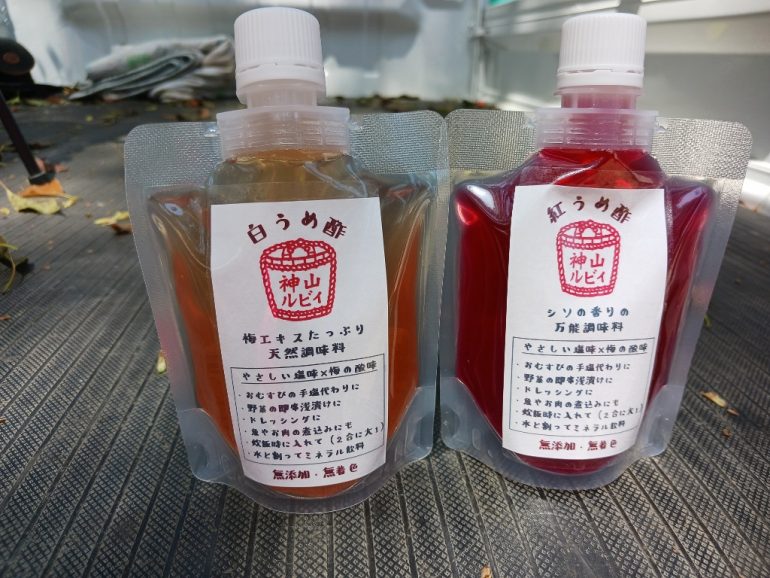 白うめ酢
神山
ルビィ
梅エキスたっぷり
天然調味料
やさしい塩味×梅の酸味
・おむすびの手塩代わりに
・野菜の即席浅漬けに
・ドレッシングに
・魚やお肉の煮込みにも
・炊飯時に入れて(2合に大1)
・水と割ってミネラル飲料
無添加・無着色
紅うめ酢
神山
ルビィ
シソの香りの
万能調味料
やさしい塩味×梅の酸味
・おむすびの手塩代わりに
・野菜の即席浅漬けに
・ドレッシングに
・魚やお肉の煮込みにも
・炊飯時に入れて(2合に大1)
・水と割ってミネラル飲料
無添加・無着色